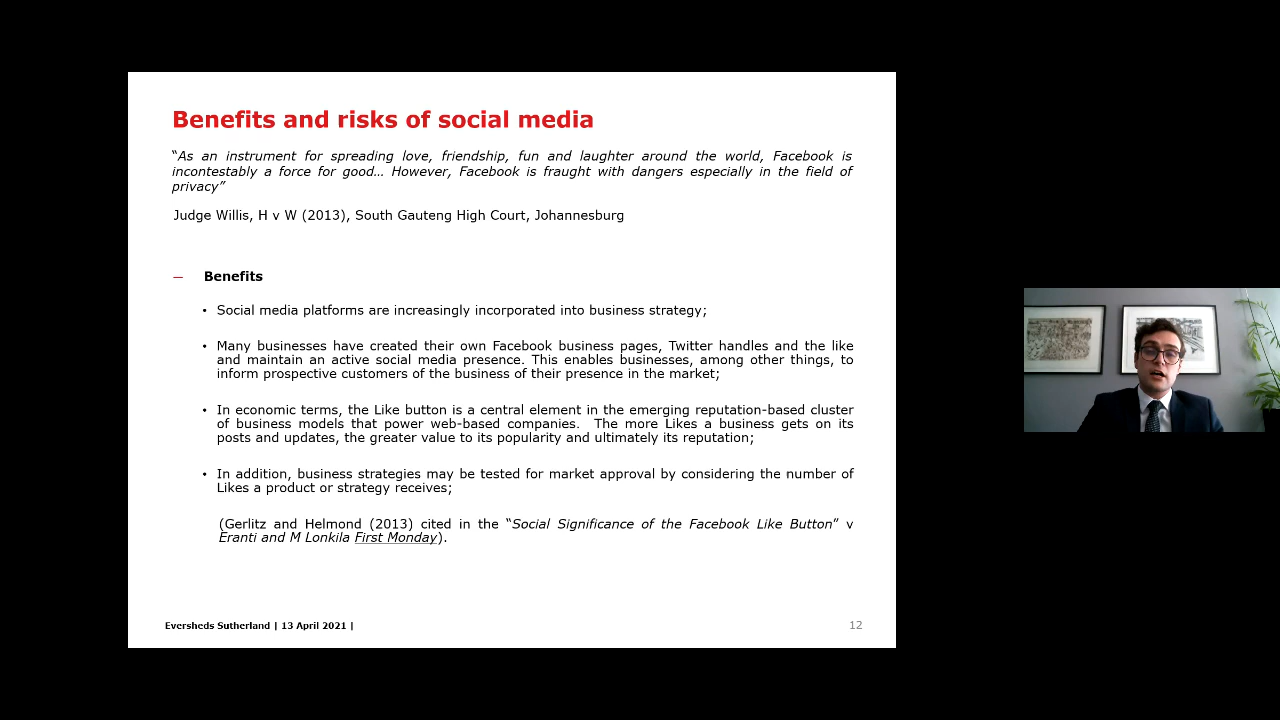 Benefits and risks of social media
“As an instrument for spreading love, friendship, fun and laughter around the world, Facebook is
incontestably a force for good… However, Facebook is fraught with dangers especially in the field of
privacy”
Judge Willis, H v W (2013), South Gauteng High Court, Johannesburg
— Benefits
• Social media platforms are increasingly incorporated into business strategy;
• Many businesses have created their own Facebook business pages, Twitter handles and the like
and maintain an active social media presence. This enables businesses, among other things, to
inform prospective customers of the business of their presence in the market;
• In economic terms, the Like button is a central element in the emerging reputation-based cluster
of business models that power web-based companies. The more Likes a business gets on its
posts and updates, the greater value to its popularity and ultimately its reputation;
• In addition, business strategies may be tested for market approval by considering the number of
Likes a product or strategy receives;
(Gerlitz and Helmond (2013) cited in the “Social Significance of the Facebook Like Button” v
Eranti and M Lonkila First Monday).
Eversheds Sutherland | 13 April 2021 |
12